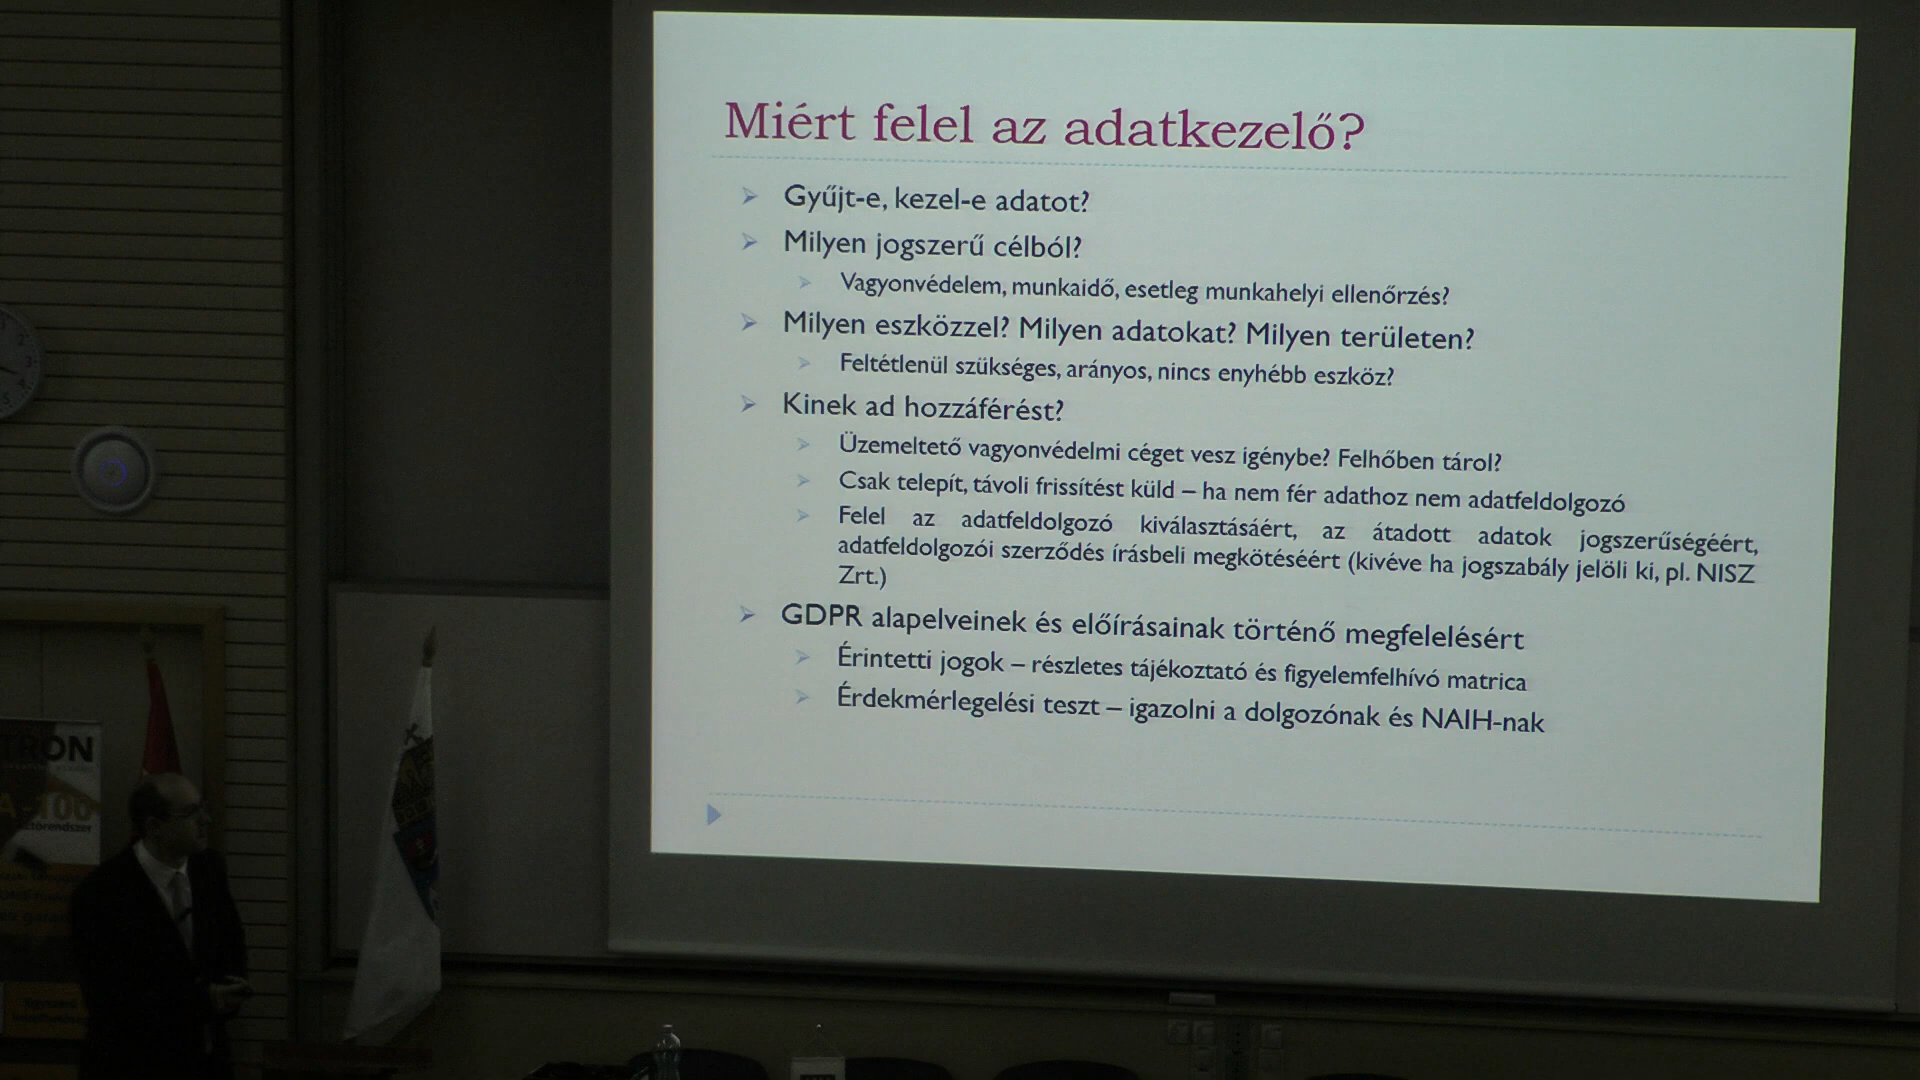 Miért felel az adatkezelő?
Gyűjt-e, kezel-e adatot?
Milyen jogszerű célból?
Vagyonvédelem, munkaidő, esetleg munkahelyi ellenőrzés?
Milyen eszközzel? Milyen adatokat? Milyen területen?
Feltétlenül szükséges, arányos, nincs enyhébb eszköz?
Kinek ad hozzáférést?
Üzemeltető vagyonvédelmi céget vesz igénybe? Felhőben tárol?
Csak telepít, távoli frissítést küld – ha nem fér adathoz nem adatfeldolgozó
Felel az adatfeldolgozó kiválasztásáért, az átadott adatok jogszerűségéért,
adatfeldolgozói szerződés írásbeli megkötéséért (kivéve ha jogszabály jelöli ki, pl. NISZ
Zrt.)
GDPR alapelveinek és előírásainak történő megfelelésért
Érintetti jogok – részletes tájékoztató és figyelemfelhívó matrica
Érdekmérlegelési teszt – igazolni a dolgozónak és NAIH-nak
TRON
A-100